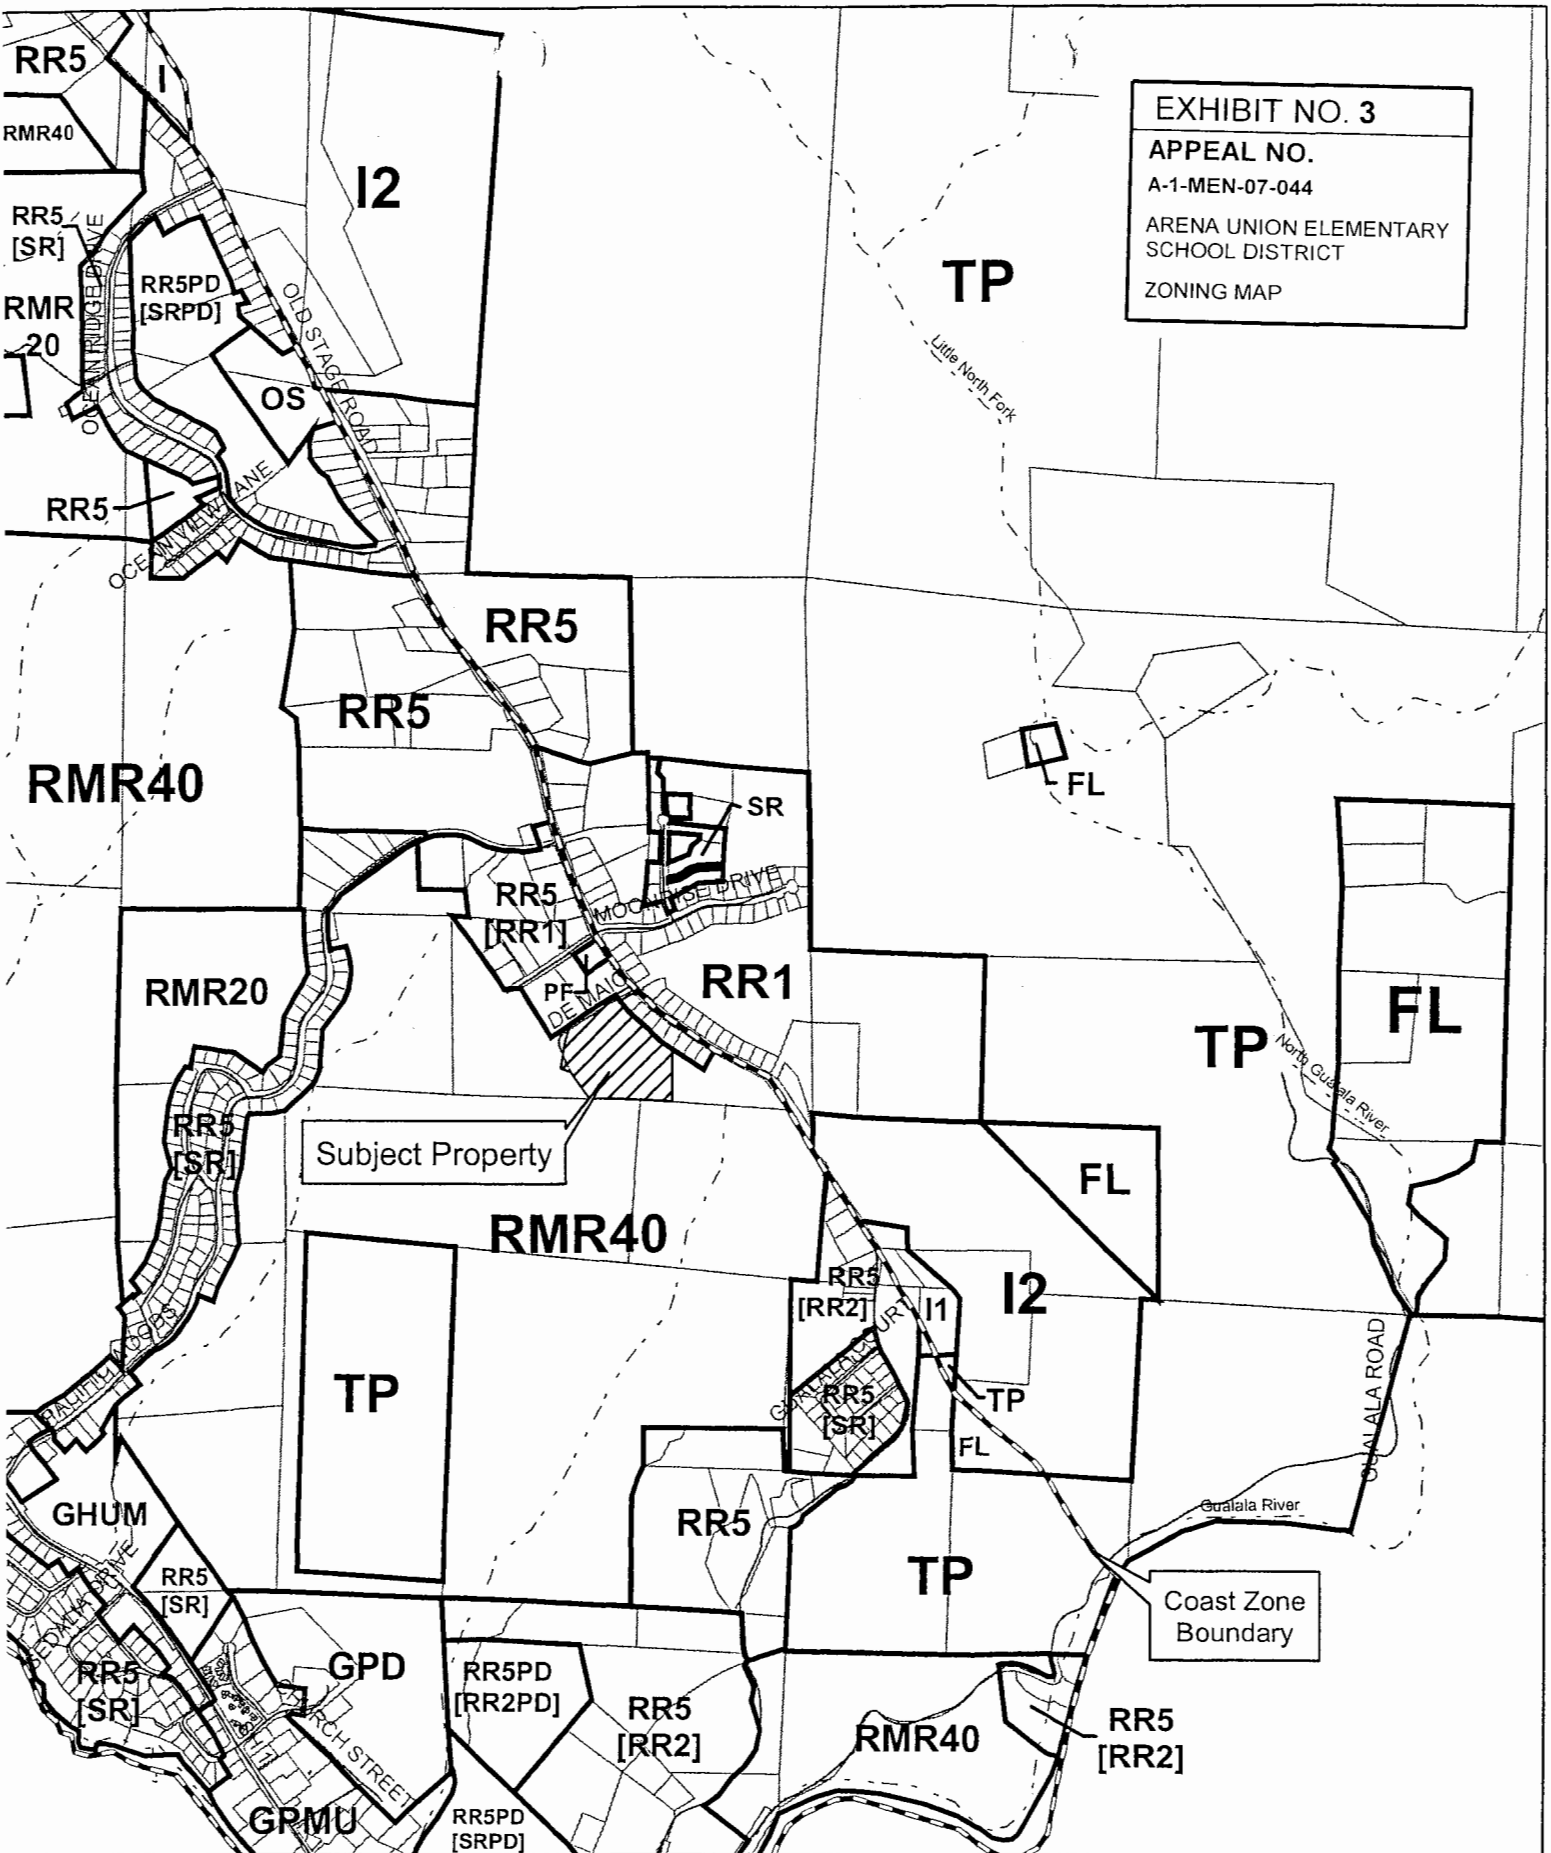 RR5
I
RMR40
EXHIBIT NO. 3
APPEAL NO.
A-1-MEN-07-044
ARENA UNION ELEMENTARY
SCHOOL DISTRICT
ZONING MAP
I2
RR5
[SR]
OCEAN RIDGE DRIVE
RR5PD
[SRPD]
TP
RMR
20
OLD STAGE ROAD
Little North Fork
OS
RR5
OCEAN VIEW LANE
RR5
RR5
RMR40
FL
SR
RR5
[RR1]
MOONRISE DRIVE
RMR20
PF
DE MAIO
RR1
FL
TP
North Gualala River
RR5
[SR]
Subject Property
FL
RMR40
RR5
[RR2]
I1
I2
GUALALA COURT
TP
TP
RR5
[SR]
FL
GUALALA ROAD
GHUM
RR5
Gualala River
RR5
[SR]
TP
Coast Zone
Boundary
SEDALIA DRIVE
RR5
[SR]
GPD
RR5PD
[RR2PD]
RR5
[RR2]
RMR40
RR5
[RR2]
CHURCH STREET
GPMU
RR5PD
[SRPD]